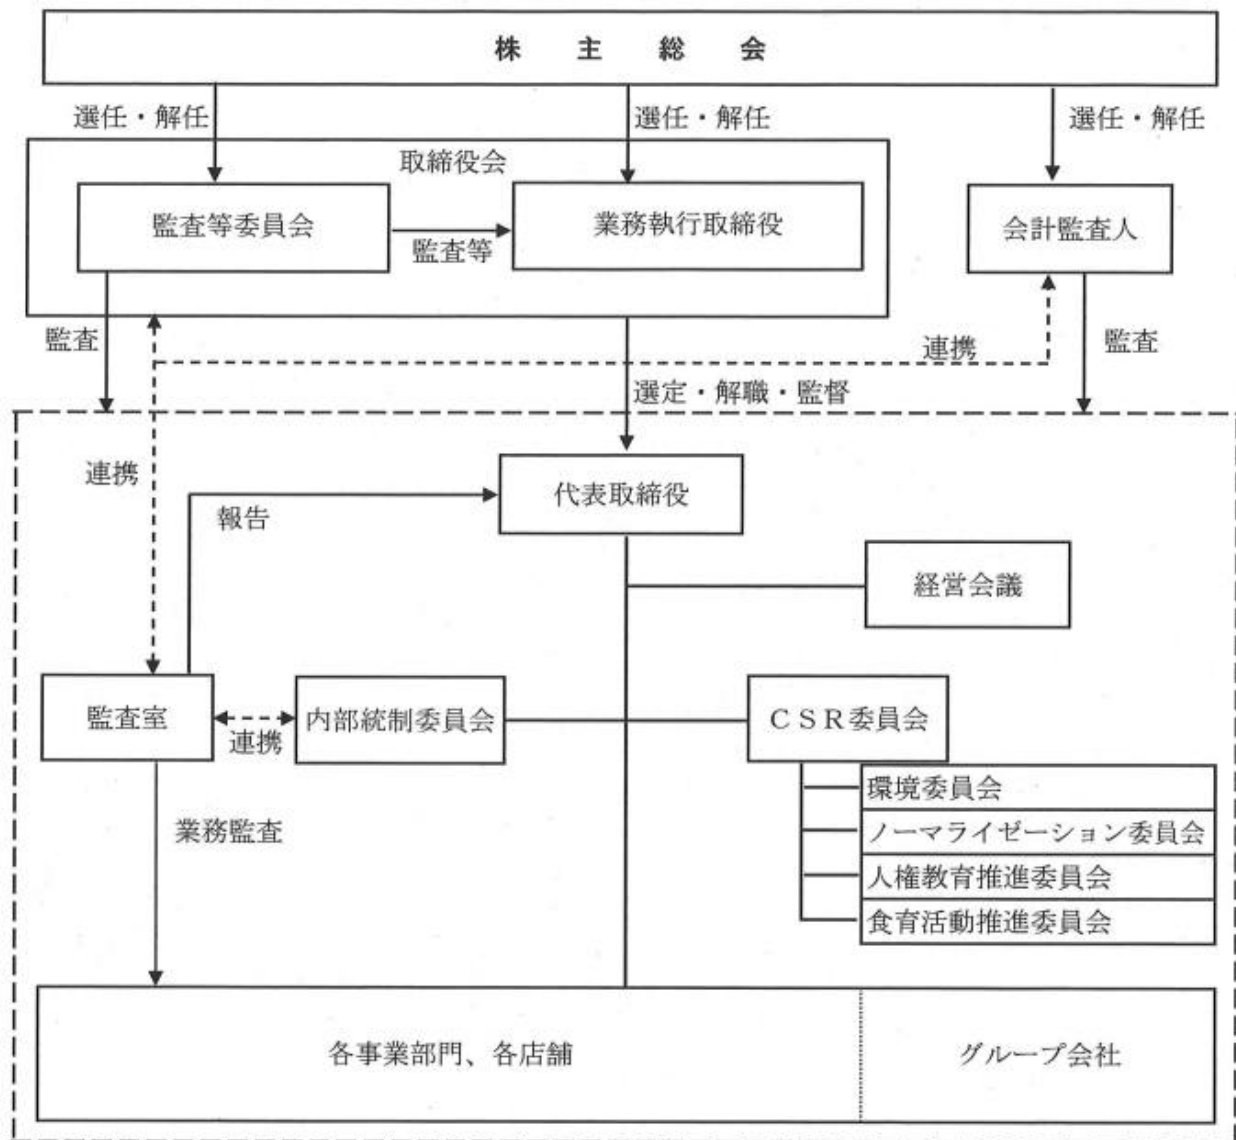 株主総会
選任・解任
選任・解任
選任・解任
取締役会
監査等委員会
監査等
業務執行取締役
会計監査人
監査
連携
監査
選定・解職・監督
連携
報告
代表取締役
経営会議
監査室
連携
内部統制委員会
CSR委員会
環境委員会
ノーマライゼーション委員会
人権教育推進委員会
食育活動推進委員会
業務監査
各事業部門、各店舗
グループ会社